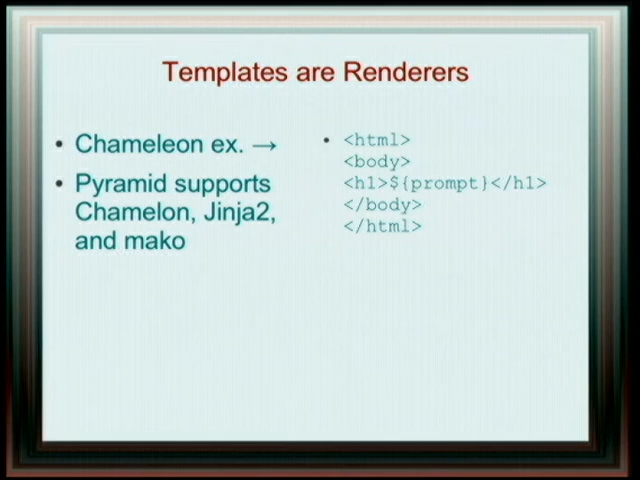 Templates are Renderers
• Chameleon ex. →
• Pyramid supports
Chamelon, Jinja2,
and mako
• <html>
<body>
<h1>${prompt}</h1>
</body>
</html>